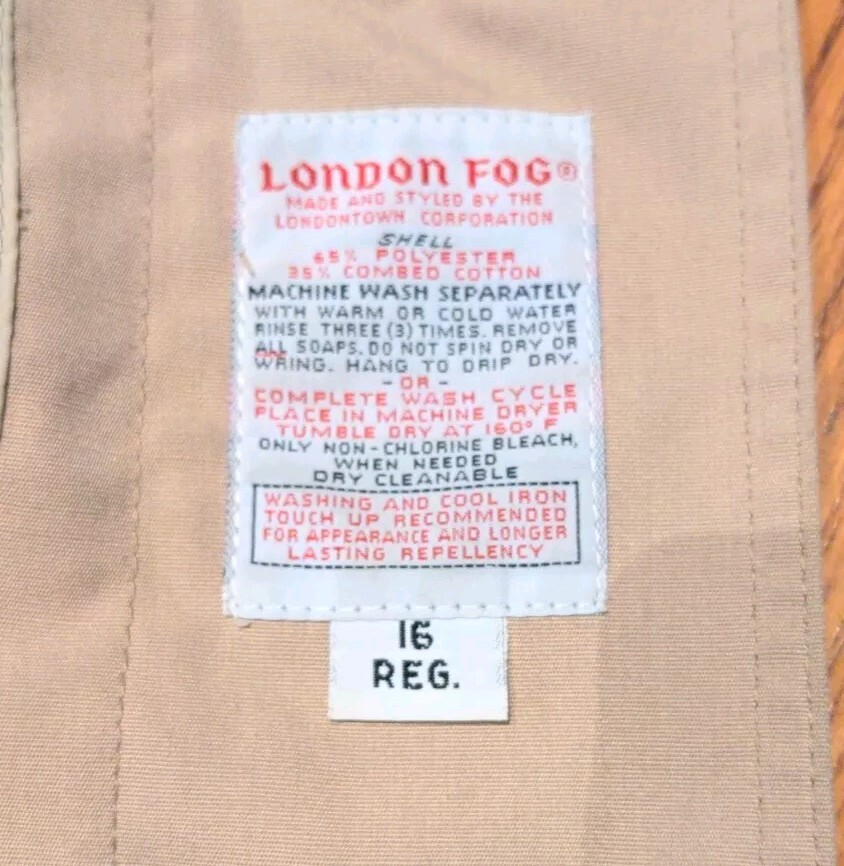 LONDON FOG®
MADE AND STYLED BY THE
LONDONTOWN CORPORATION
SHELL
65% POLYESTER
35% COMBED COTTON
MACHINE WASH SEPARATELY
WITH WARM OR COLD WATER
RINSE THREE (3) TIMES. REMOVE
ALL SOAPS. DO NOT SPIN DRY OR
WRING. HANG TO DRIP DRY.
- OR -
COMPLETE WASH CYCLE
PLACE IN MACHINE DRYER
TUMBLE DRY AT 160° F
ONLY NON-CHLORINE BLEACH,
WHEN NEEDED
DRY CLEANABLE
WASHING AND COOL IRON
TOUCH UP RECOMMENDED
FOR APPEARANCE AND LONGER
LASTING REPELLENCY
16
REG.